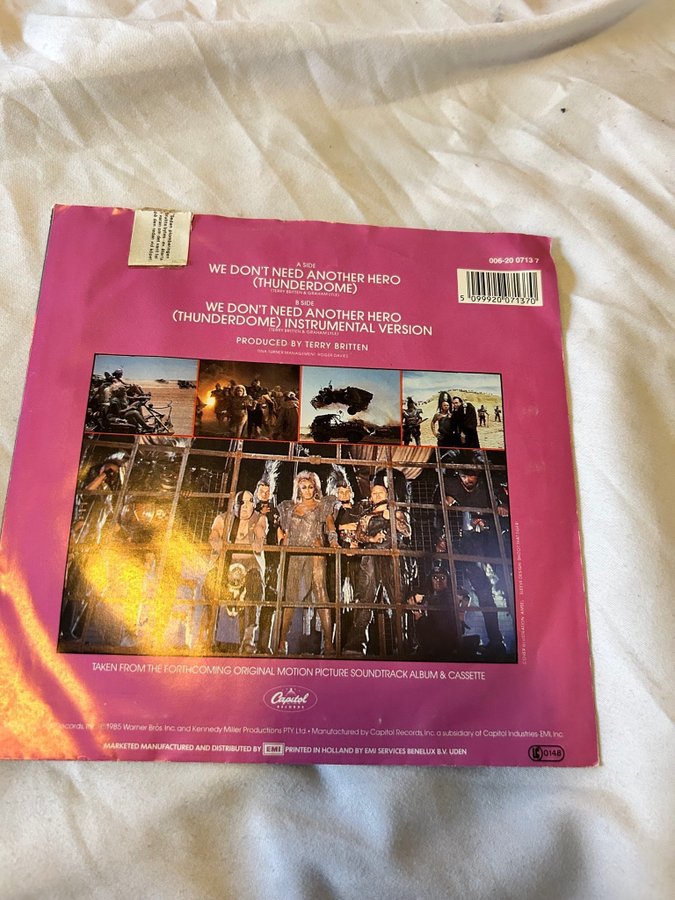 A SIDE
WE DON'T NEED ANOTHER HERO
(THUNDERDOME)
(TERRY BRITTEN & GRAHAM LYLE)
B SIDE
WE DON'T NEED ANOTHER HERO
(THUNDERDOME) INSTRUMENTAL VERSION
(TERRY BRITTEN & GRAHAM LYLE)
PRODUCED BY TERRY BRITTEN
TINA TURNER MANAGEMENT: ROGER DAVIES
006-20 0713 7
5 099920 071370
TAKEN FROM THE FORTHCOMING ORIGINAL MOTION PICTURE SOUNDTRACK ALBUM & CASSETTE
Capitol
RECORDS
Records, Inc. ℗ 1985 Warner Bros Inc. and Kennedy Miller Productions PTY, Ltd. • Manufactured by Capitol Records, Inc. a subsidiary of Capitol Industries EMI, Inc.
MARKETED MANUFACTURED AND DISTRIBUTED BY EMI PRINTED IN HOLLAND BY EMI SERVICES BENELUX B.V. UDEN
0148